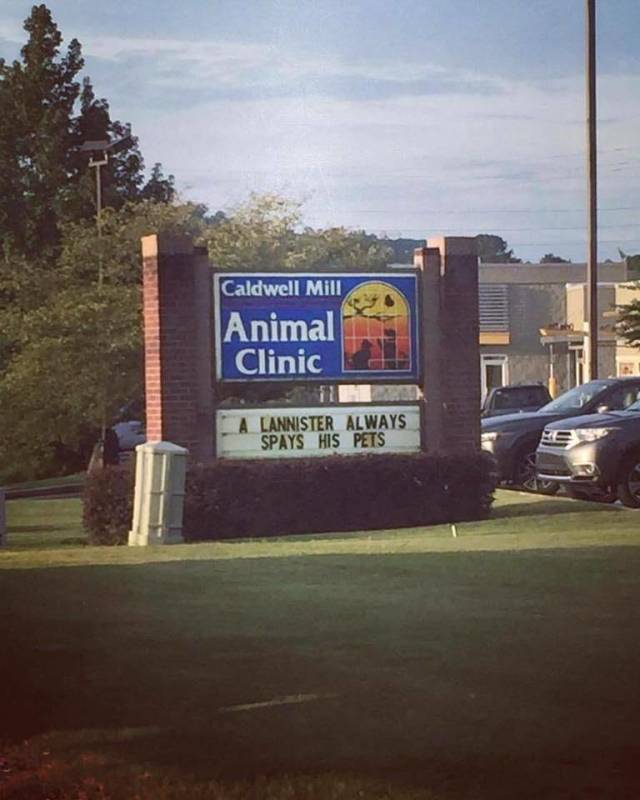 Caldwell Mill
Animal
Clinic
A LANNISTER ALWAYS
SPAYS HIS PETS